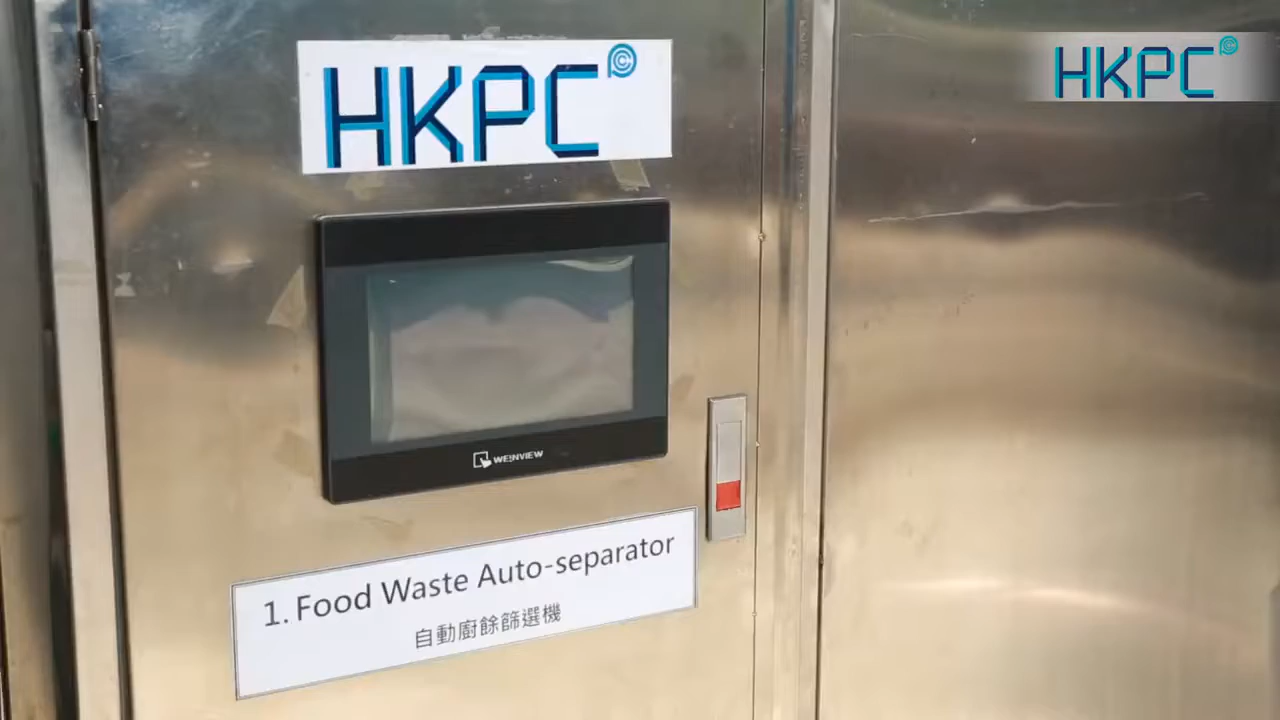 HKPC
HKPC
WEINVIEW
1. Food Waste Auto-separator
自動廚餘篩選機